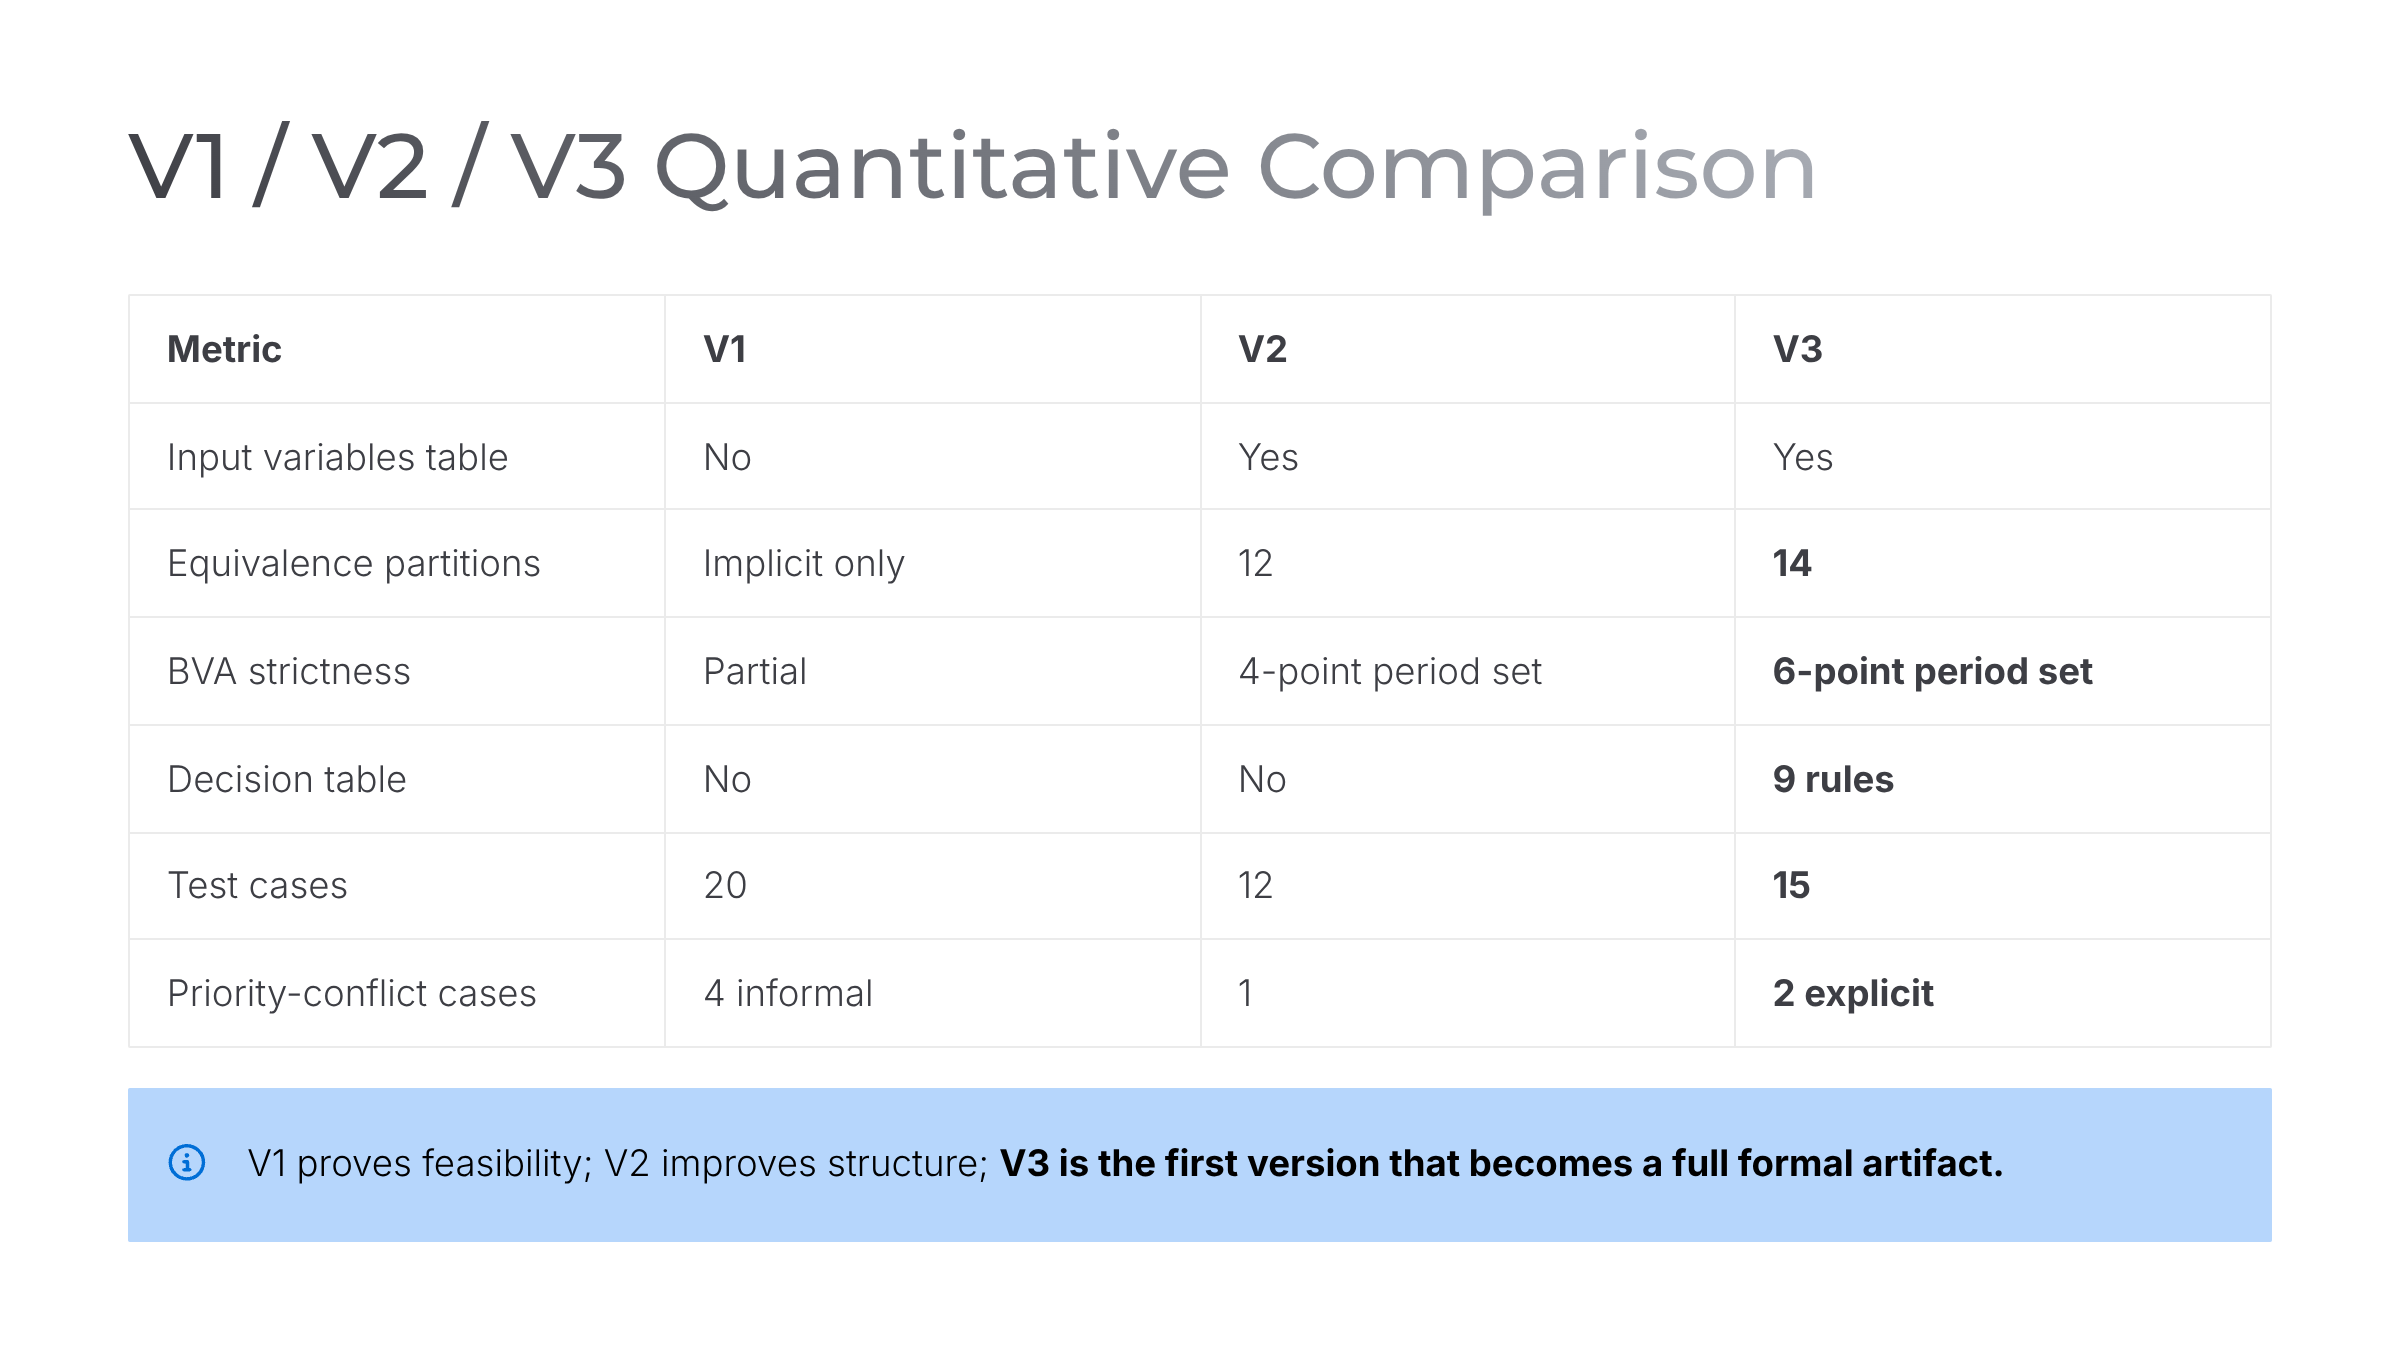 V1 / V2 / V3 Quantitative Comparison
Metric V1 V2 V3
Input variables table No Yes Yes
Equivalence partitions Implicit only 12 14
BVA strictness Partial 4-point period set 6-point period set
Decision table No No 9 rules
Test cases 20 12 15
Priority-conflict cases 4 informal 1 2 explicit
V1 proves feasibility; V2 improves structure; V3 is the first version that becomes a full formal artifact.